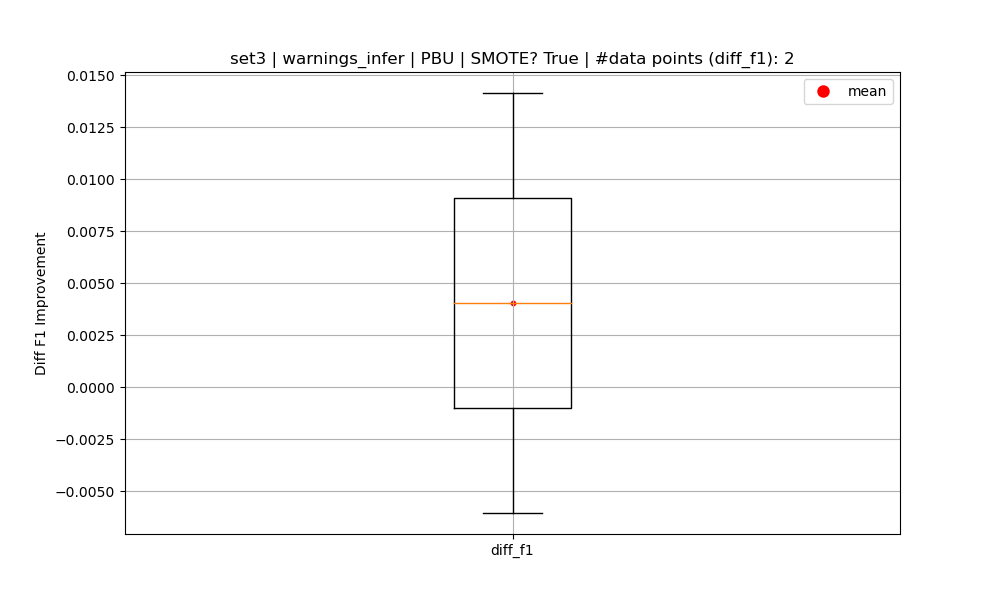 set3 | warnings_infer | PBU | SMOTE? True | #data points (diff_f1): 2
mean
Diff F1 Improvement
0.0150
0.0125
0.0100
0.0075
0.0050
0.0025
0.0000
−0.0025
−0.0050
diff_f1